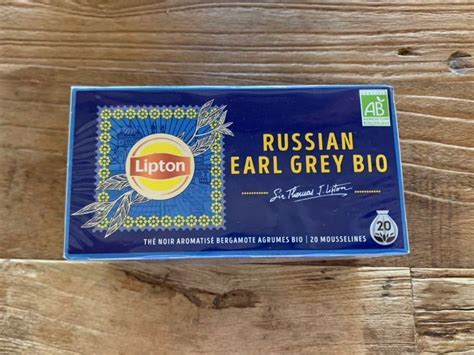 AB
Lipton
RUSSIAN
EARL GREY BIO
Sir Thomas J. Lipton
20
THÉ NOIR AROMATISÉ BERGAMOTE AGRUMES BIO | 20 MOUSSELINES